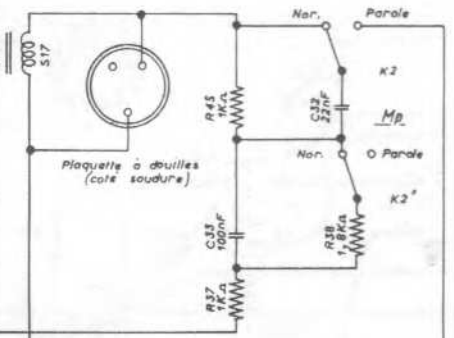 Nor. Parole
S17
K2
R45
1KΩ
C32
22nF
Mp
Plaquette à douilles
(coté soudure)
Nor. Parole
K2"
C33
100nF
R38
1,8KΩ
R37
1KΩ